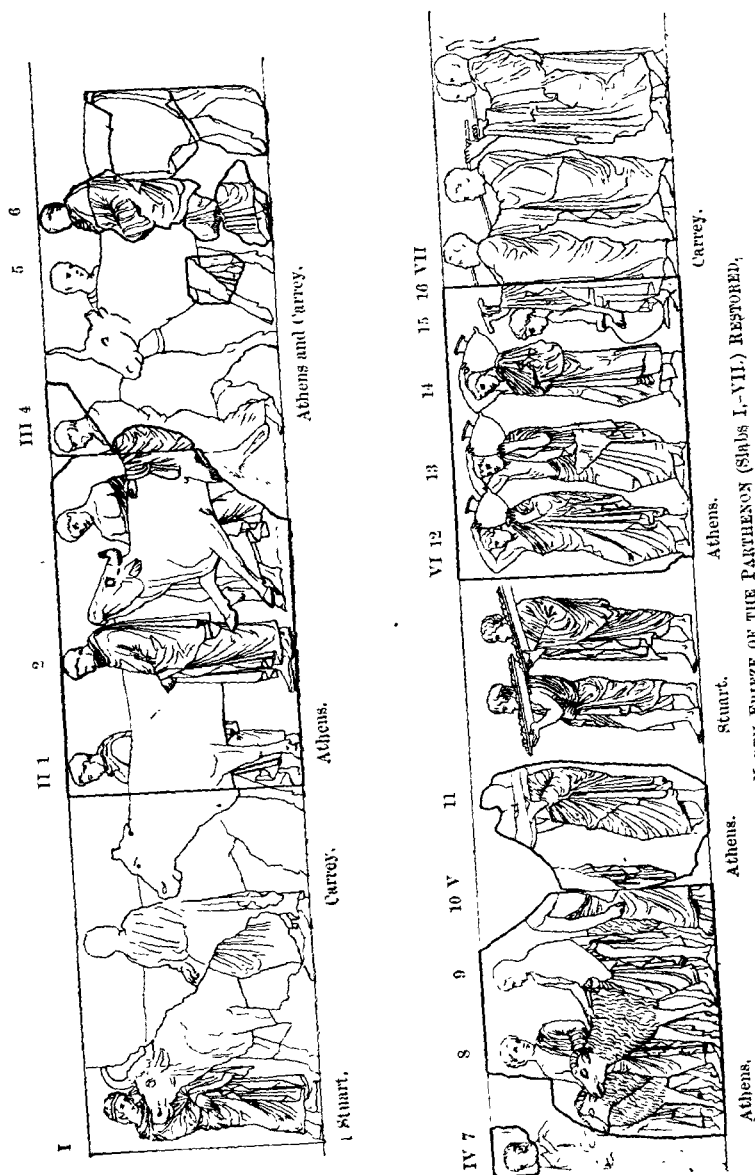 I II 1 2 III 4 5 6
Stuart. Carrey. Athens. Athens and Carrey.
IV 7 8 9 10 V 11 VI 12 13 14 15 16 VII
Athens. Athens. Stuart. Athens. Carrey.
FRIEZE OF THE PARTHENON (Slabs I.-VII.) RESTORED.